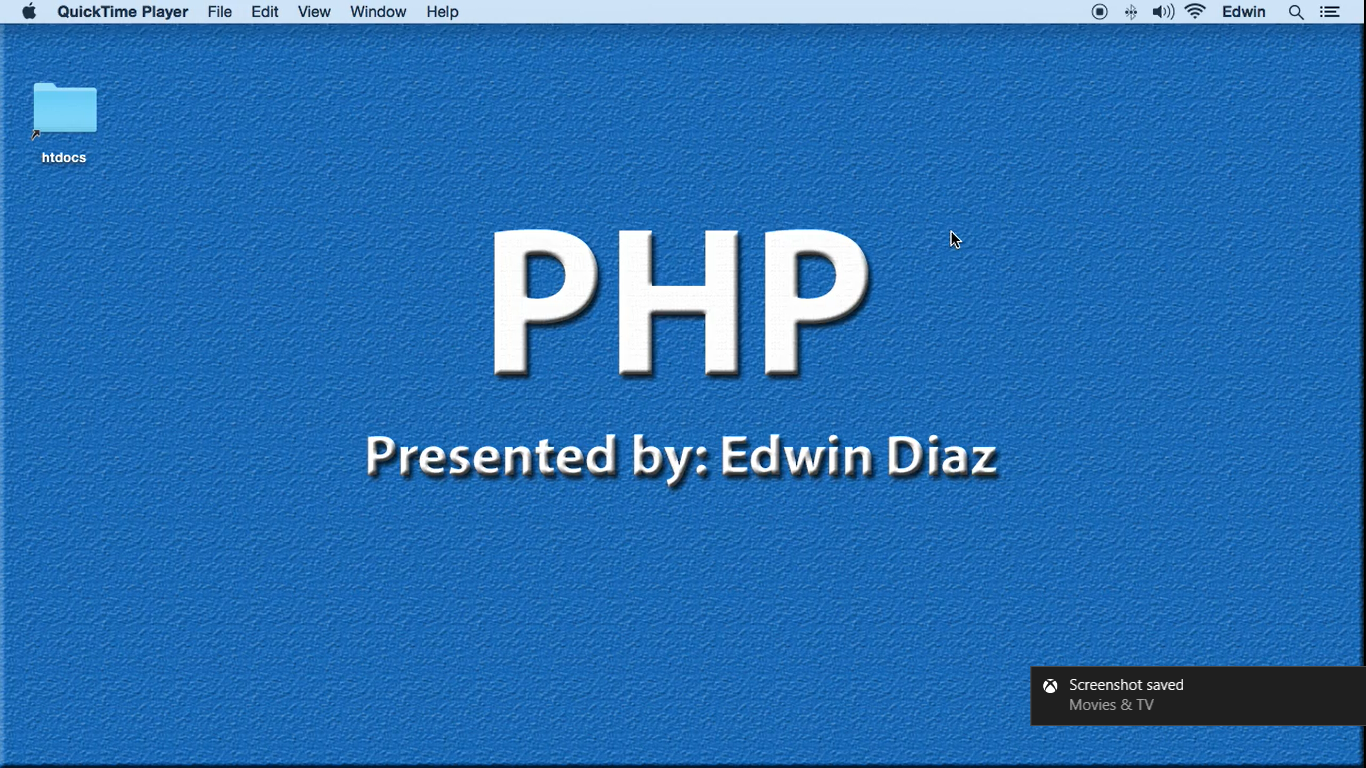 QuickTime Player File Edit View Window Help Edwin
htdocs
PHP
Presented by: Edwin Diaz
Screenshot saved
Movies & TV